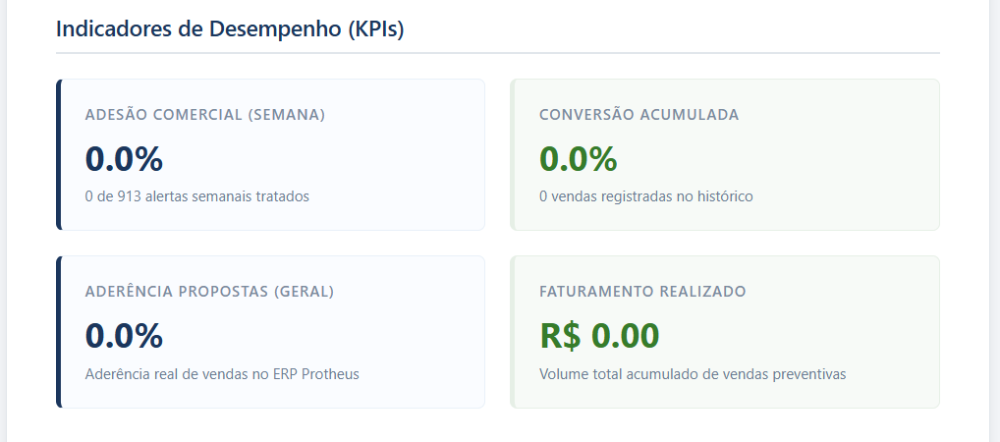 Indicadores de Desempenho (KPIs)
ADESÃO COMERCIAL (SEMANA)
0.0%
0 de 913 alertas semanais tratados
CONVERSÃO ACUMULADA
0.0%
0 vendas registradas no histórico
ADERÊNCIA PROPOSTAS (GERAL)
0.0%
Aderência real de vendas no ERP Protheus
FATURAMENTO REALIZADO
R$ 0.00
Volume total acumulado de vendas preventivas